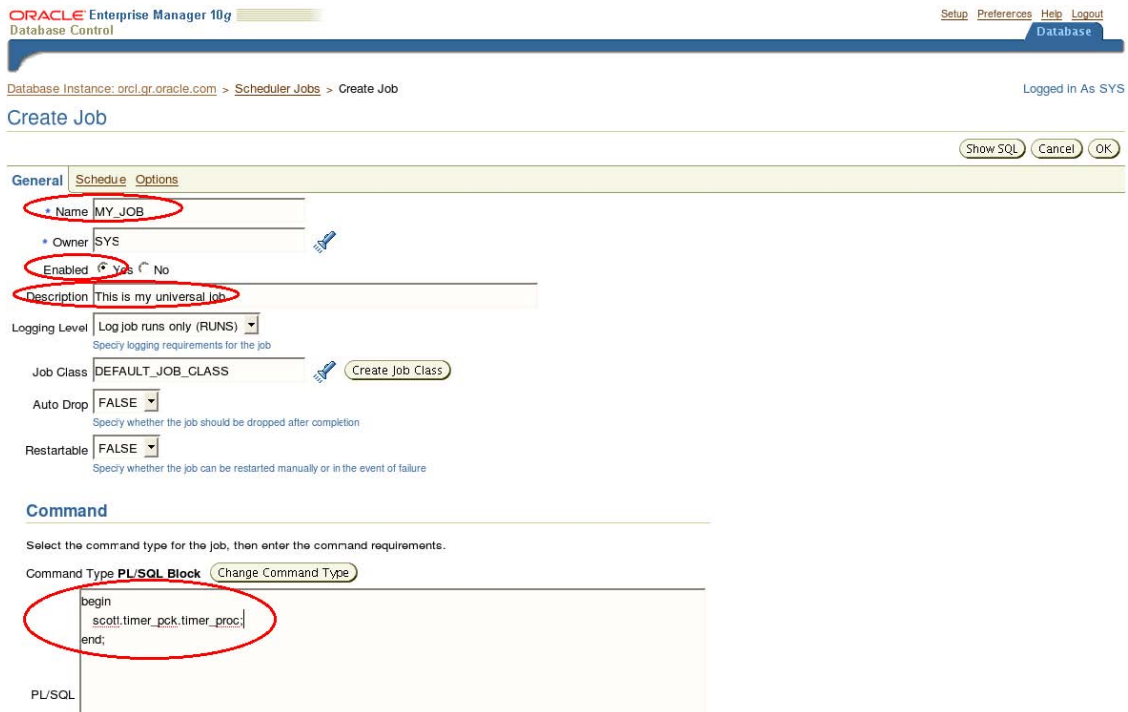 ORACLE Enterprise Manager 10g
Database Control
Setup Preferences Help Logout
Database
Database Instance: orcl.gr.oracle.com > Scheduler Jobs > Create Job
Logged in As SYS
Create Job
Show SQL Cancel OK
General Schedule Options
* Name MY_JOB
* Owner SYS
Enabled Yes No
Description This is my universal job
Logging Level Log job runs only (RUNS)
Specify logging requirements for the job
Job Class DEFAULT_JOB_CLASS Create Job Class
Auto Drop FALSE
Specify whether the job should be dropped after completion
Restartable FALSE
Specify whether the job can be restarted manually or in the event of failure
Command
Select the command type for the job, then enter the command requirements.
Command Type PL/SQL Block Change Command Type
begin
scott.timer_pck.timer_proc;
end;
PL/SQL